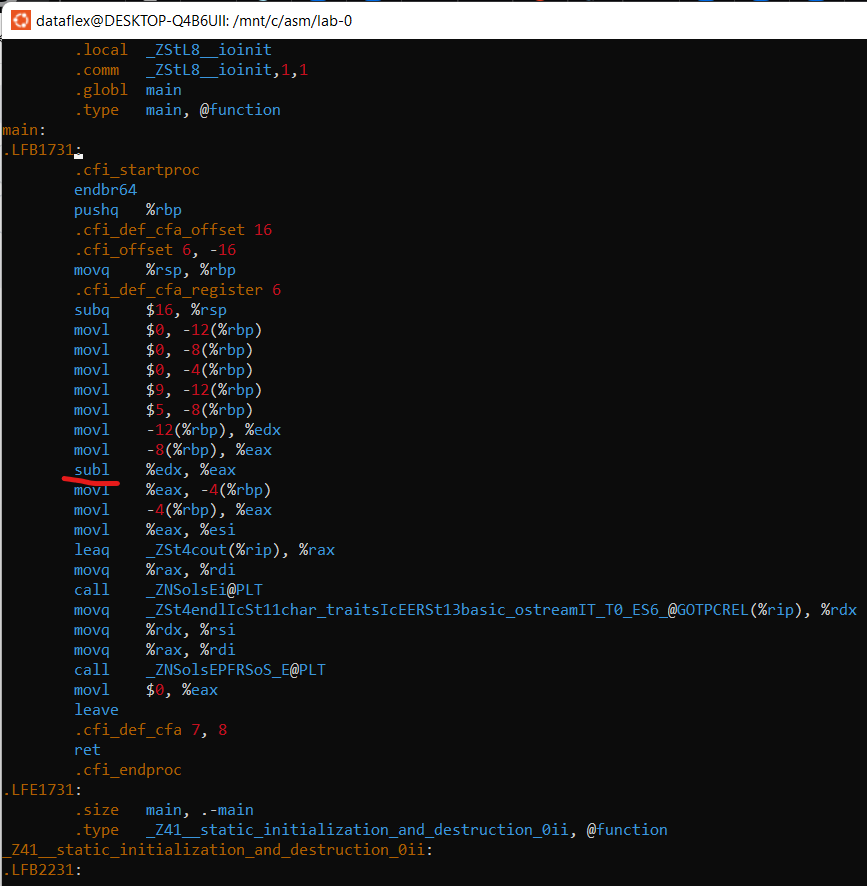 dataflex@DESKTOP-Q4B6UII: /mnt/c/asm/lab-0
.local _ZStL8__ioinit
.comm _ZStL8__ioinit,1,1
.globl main
.type main, @function
main:
.LFB1731:
.cfi_startproc
endbr64
pushq %rbp
.cfi_def_cfa_offset 16
.cfi_offset 6, -16
movq %rsp, %rbp
.cfi_def_cfa_register 6
subq $16, %rsp
movl $0, -12(%rbp)
movl $0, -8(%rbp)
movl $0, -4(%rbp)
movl $9, -12(%rbp)
movl $5, -8(%rbp)
movl -12(%rbp), %edx
movl -8(%rbp), %eax
subl %edx, %eax
movl %eax, -4(%rbp)
movl -4(%rbp), %eax
movl %eax, %esi
leaq _ZSt4cout(%rip), %rax
movq %rax, %rdi
call _ZNSolsEi@PLT
movq _ZSt4endlIcSt11char_traitsIcEERSt13basic_ostreamIT_T0_ES6_@GOTPCREL(%rip), %rdx
movq %rdx, %rsi
movq %rax, %rdi
call _ZNSolsEPFRSoS_E@PLT
movl $0, %eax
leave
.cfi_def_cfa 7, 8
ret
.cfi_endproc
.LFE1731:
.size main, .-main
.type _Z41__static_initialization_and_destruction_0ii, @function
_Z41__static_initialization_and_destruction_0ii:
.LFB2231: